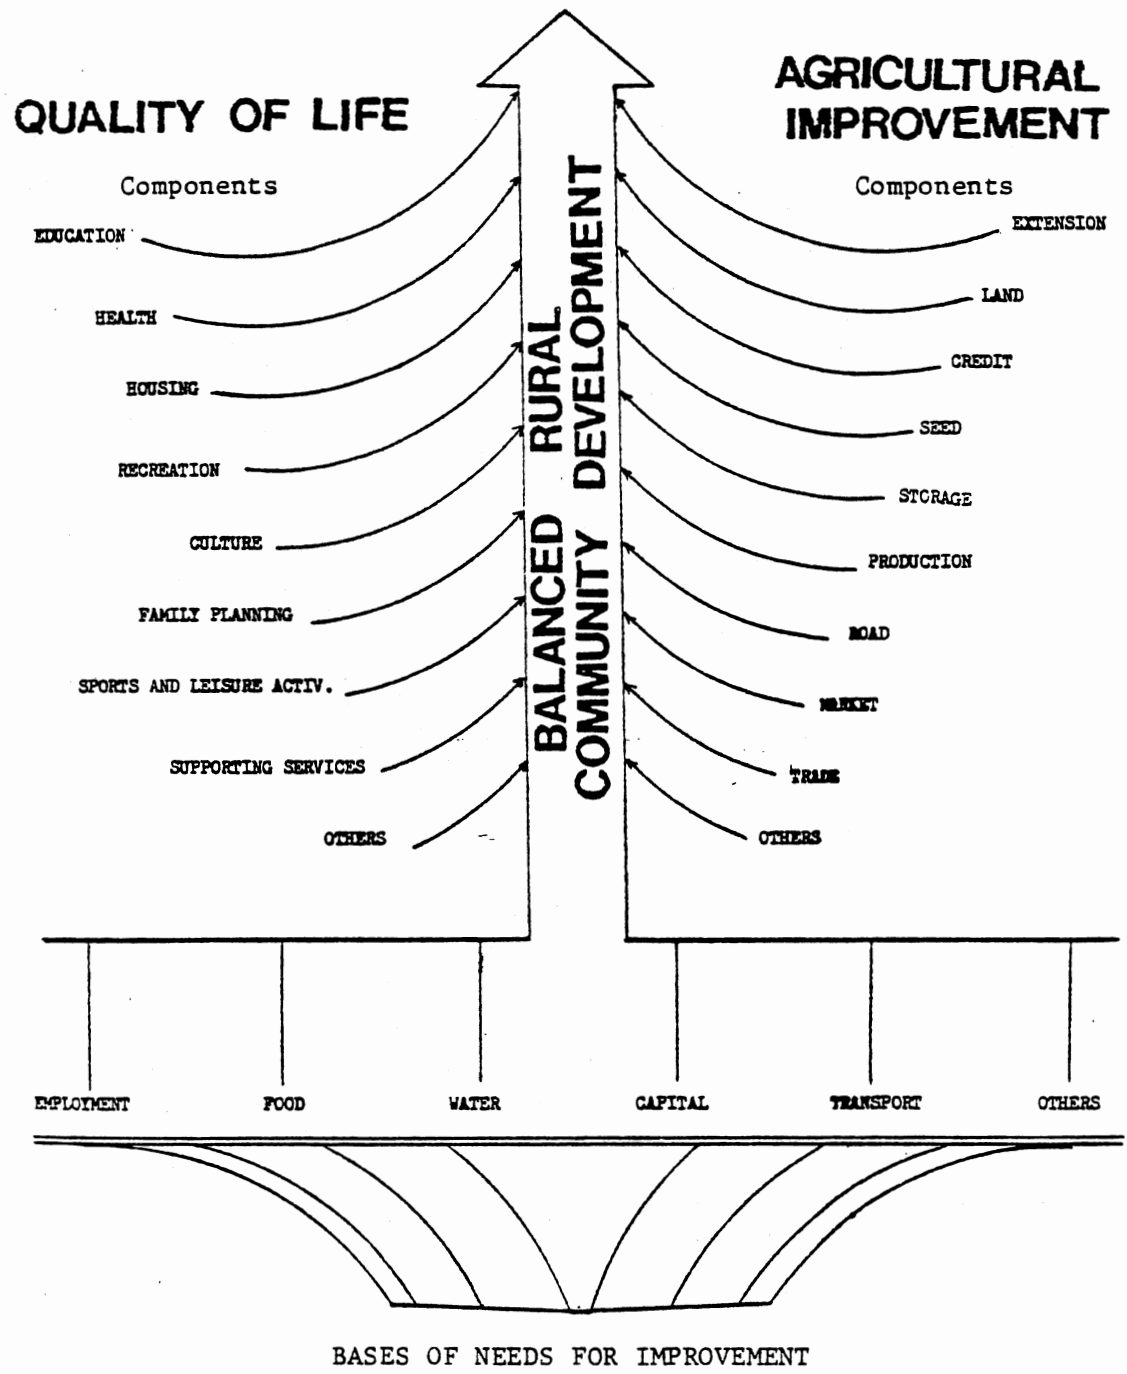 QUALITY OF LIFE
Components
EDUCATION
HEALTH
HOUSING
RECREATION
CULTURE
FAMILY PLANNING
SPORTS AND LEISURE ACTIV.
SUPPORTING SERVICES
OTHERS
BALANCED RURAL
COMMUNITY DEVELOPMENT
AGRICULTURAL
IMPROVEMENT
Components
EXTENSION
LAND
CREDIT
SEED
STORAGE
PRODUCTION
ROAD
MARKET
TRADE
OTHERS
EMPLOYMENT FOOD WATER CAPITAL TRANSPORT OTHERS
BASES OF NEEDS FOR IMPROVEMENT